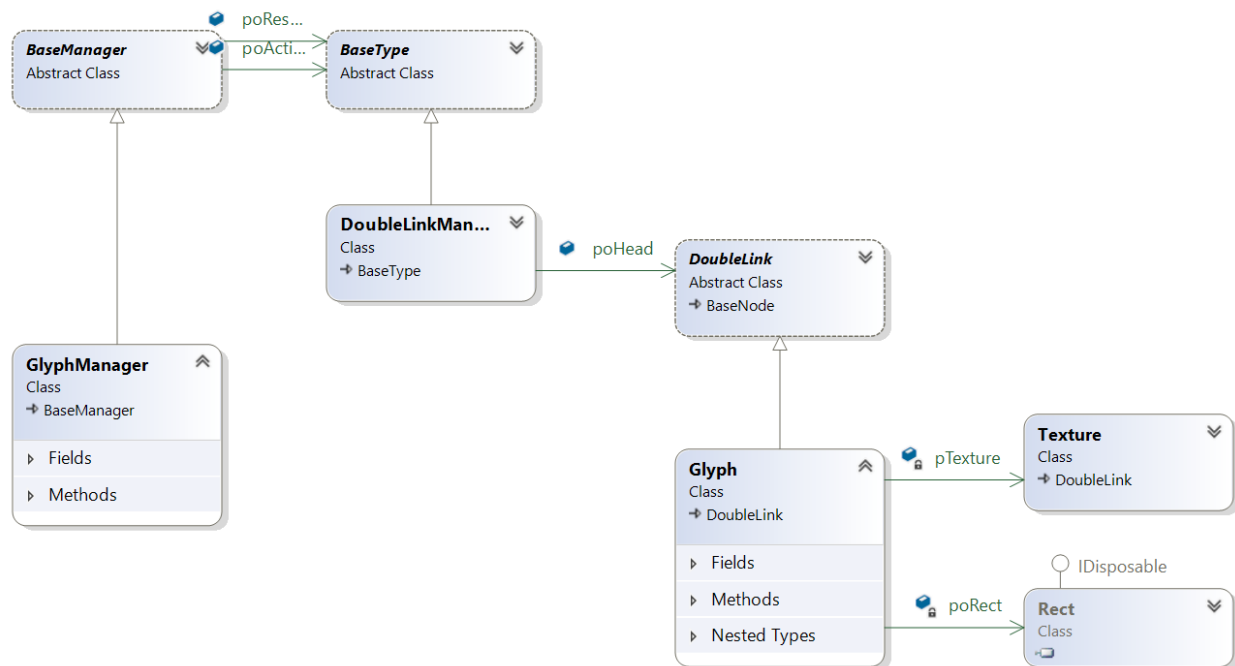 poRes...
BaseManager
Abstract Class
poActi...
BaseType
Abstract Class
DoubleLinkMan...
Class
BaseType
poHead
DoubleLink
Abstract Class
BaseNode
GlyphManager
Class
BaseManager
Fields
Methods
Glyph
Class
DoubleLink
Fields
Methods
Nested Types
pTexture
Texture
Class
DoubleLink
IDisposable
poRect
Rect
Class